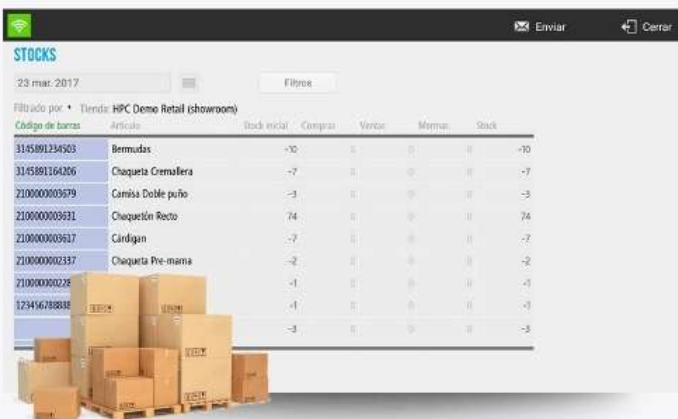 Enviar Cerrar
STOCKS
23 mar. 2017 Filtros
Filtrado por • Tienda: HPC Demo Retail (showroom)
Código de barras Artículo Stock inicial Compras Ventas Mermas Stock
3145891234503 Bermudas -10 0 0 0 -10
3145891164206 Chaqueta Cremallera -7 0 0 0 -7
2100000003679 Camisa Doble puño -3 0 0 0 -3
2100000003631 Chaquetón Recto 74 0 0 0 74
2100000003617 Cárdigan -7 0 0 0 -7
2100000002337 Chaqueta Pre-mama -2 0 0 0 -2
-1 0 0 0 -1
-1 0 0 0 -1
-3 0 0 0 -3